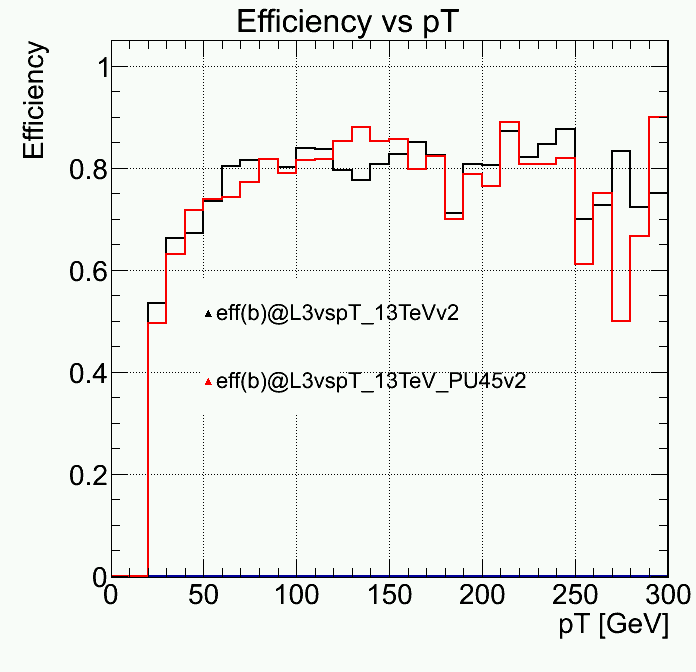 Efficiency vs pT
Efficiency
1
0.8
0.6
0.4
0.2
0
eff(b)@L3vspT_13TeVv2
eff(b)@L3vspT_13TeV_PU45v2
0 50 100 150 200 250 300
pT [GeV]